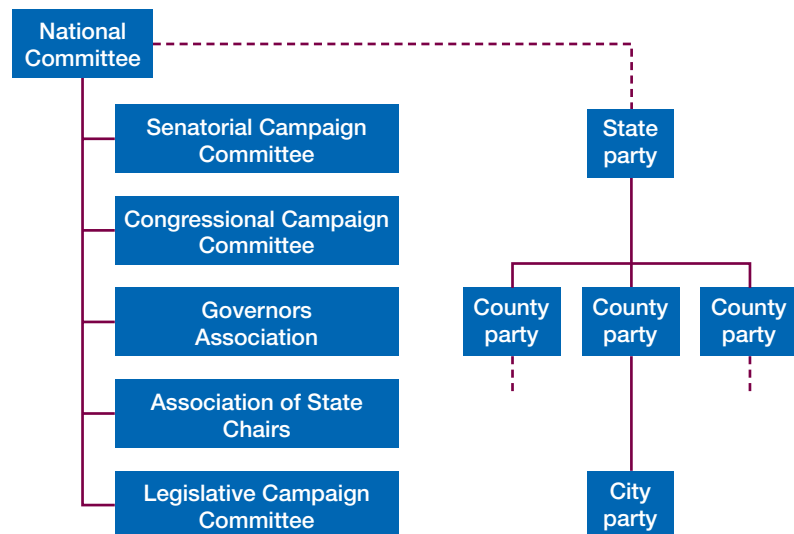 National
Committee
Senatorial Campaign
Committee
State
party
Congressional Campaign
Committee
Governors
Association
County
party
County
party
County
party
Association of State
Chairs
Legislative Campaign
Committee
City
party